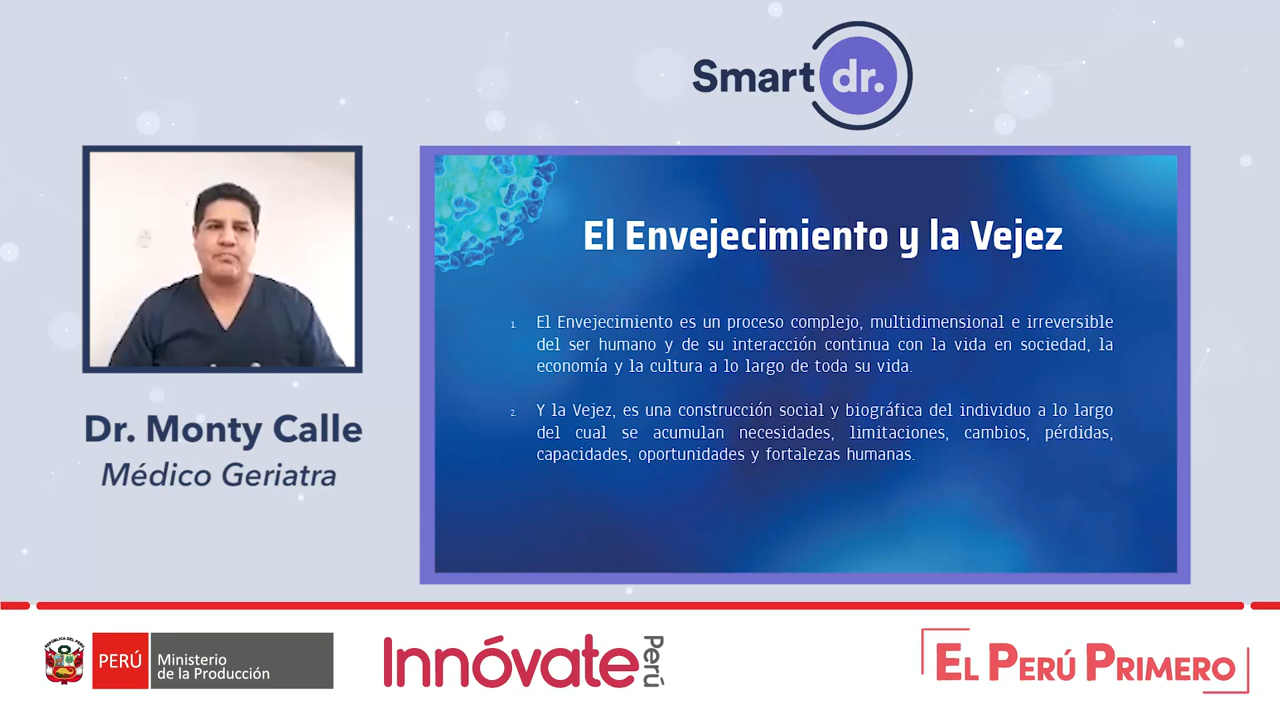 Smart dr.
El Envejecimiento y la Vejez
1. El Envejecimiento es un proceso complejo, multidimensional e irreversible
del ser humano y de su interacción continua con la vida en sociedad, la
economía y la cultura a lo largo de toda su vida.
2. Y la Vejez, es una construcción social y biográfica del individuo a lo largo
del cual se acumulan necesidades, limitaciones, cambios, pérdidas,
capacidades, oportunidades y fortalezas humanas.
Dr. Monty Calle
Médico Geriatra
REPÚBLICA DEL PERÚ
PERÚ
Ministerio
de la Producción
Innóvate Perú
EL PERÚ PRIMERO